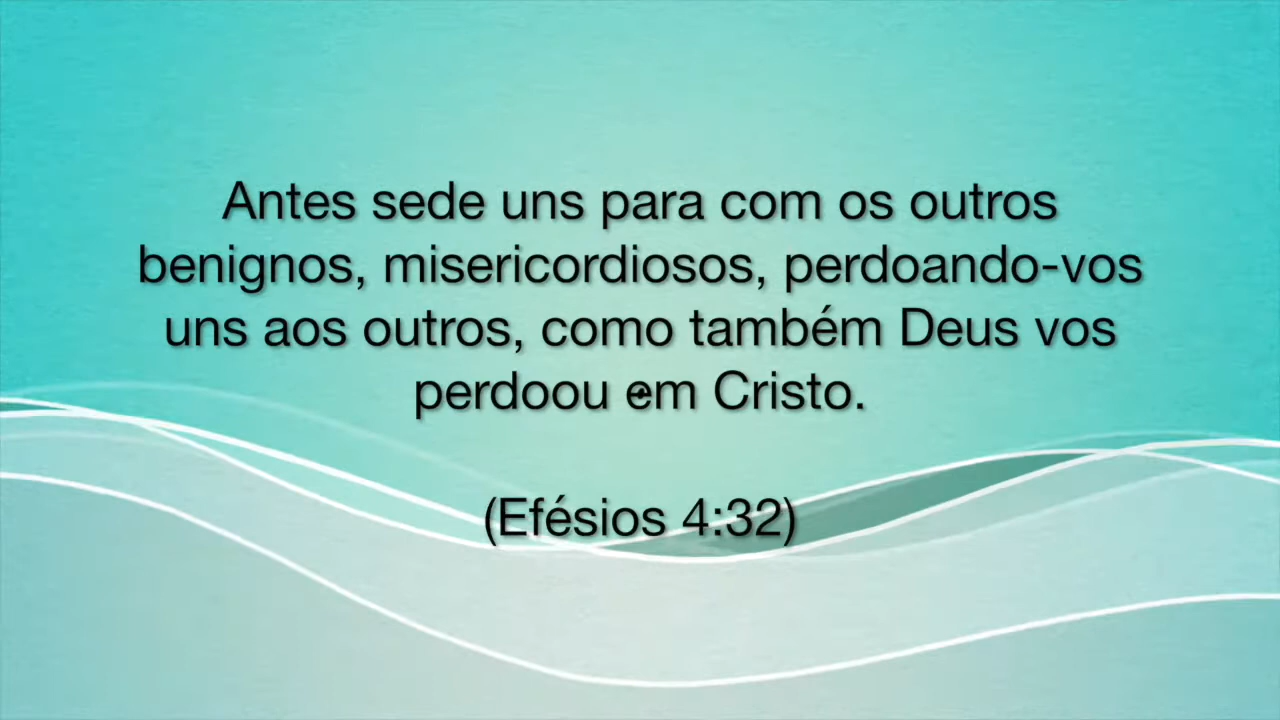 Antes sede uns para com os outros
benignos, misericordiosos, perdoando-vos
uns aos outros, como também Deus vos
perdoou em Cristo.
(Efésios 4:32)